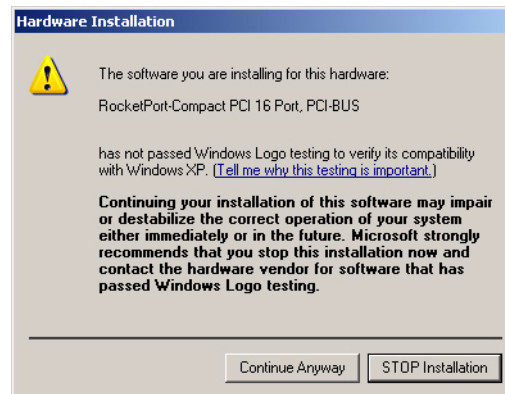 Hardware Installation
The software you are installing for this hardware:
RocketPort-Compact PCI 16 Port, PCI-BUS
has not passed Windows Logo testing to verify its compatibility
with Windows XP. (Tell me why this testing is important.)
Continuing your installation of this software may impair
or destabilize the correct operation of your system
either immediately or in the future. Microsoft strongly
recommends that you stop this installation now and
contact the hardware vendor for software that has
passed Windows Logo testing.
Continue Anyway STOP Installation